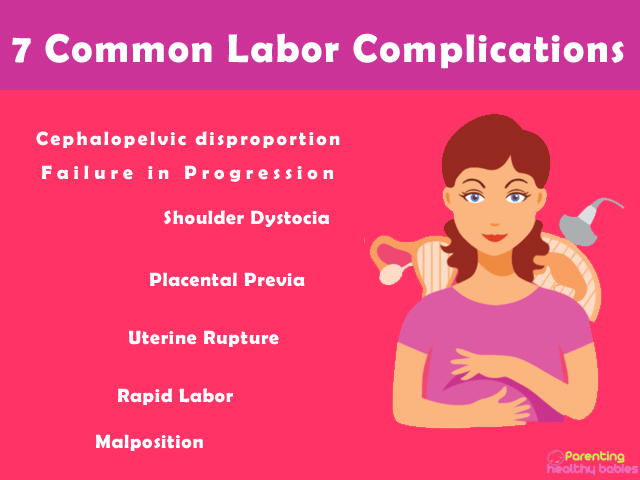 7 Common Labor Complications
Cephalopelvic disproportion
Failure in Progression
Shoulder Dystocia
Placental Previa
Uterine Rupture
Rapid Labor
Malposition
Parenting
healthy babies